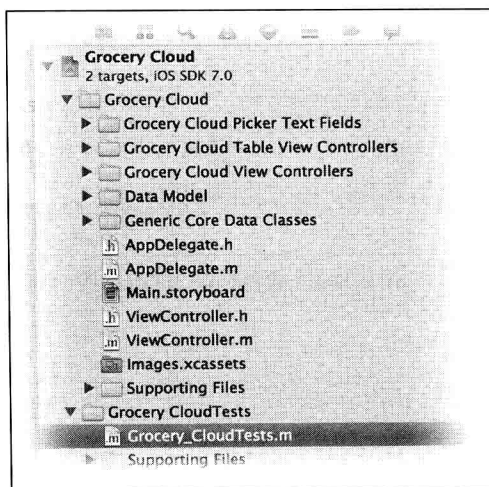 Grocery Cloud
2 targets, iOS SDK 7.0
Grocery Cloud
Grocery Cloud Picker Text Fields
Grocery Cloud Table View Controllers
Grocery Cloud View Controllers
Data Model
Generic Core Data Classes
h AppDelegate.h
m AppDelegate.m
Main.storyboard
h ViewController.h
m ViewController.m
Images.xcassets
Supporting Files
Grocery CloudTests
m Grocery_CloudTests.m
Supporting Files